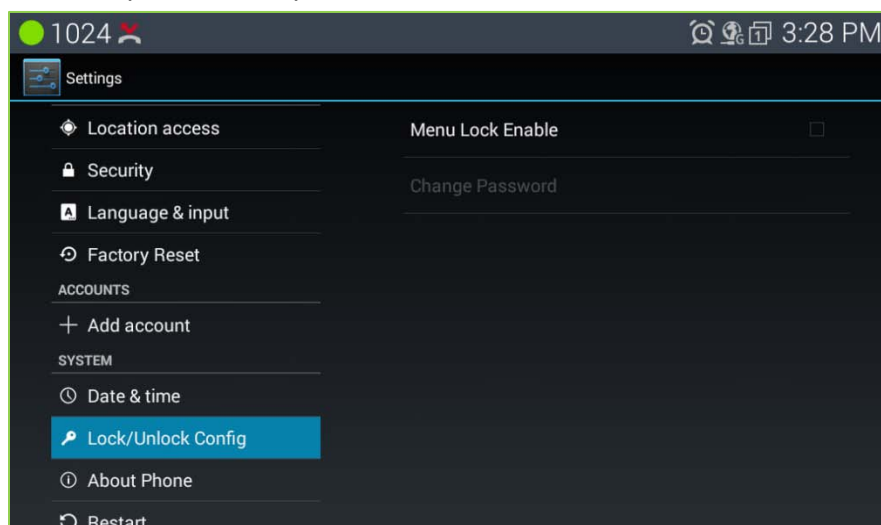 1024
3:28 PM
Settings
Location access
Security
Language & input
Factory Reset
ACCOUNTS
Add account
SYSTEM
Date & time
Lock/Unlock Config
About Phone
Restart
Menu Lock Enable
Change Password